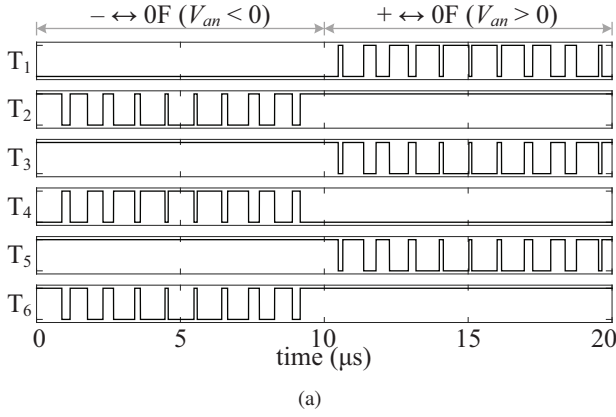 − ↔ 0F (Van < 0) + ↔ 0F (Van > 0)
T1
T2
T3
T4
T5
T6
0 5 10 15 20
time (μs)
(a)